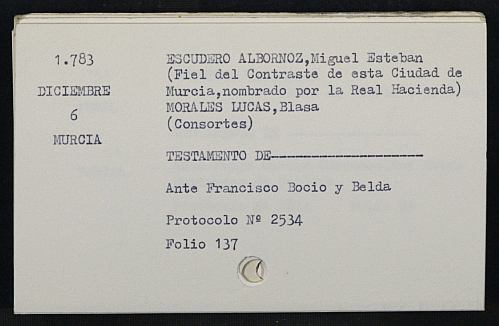 1.783
DICIEMBRE
6
MURCIA
ESCUDERO ALBORNOZ,Miguel Esteban
(Fiel del Contraste de esta Ciudad de
Murcia,nombrado por la Real Hacienda)
MORALES LUCAS,Blasa
(Consortes)
TESTAMENTO DE---------------------
Ante Francisco Bocio y Belda
Protocolo Nº 2534
Folio 137